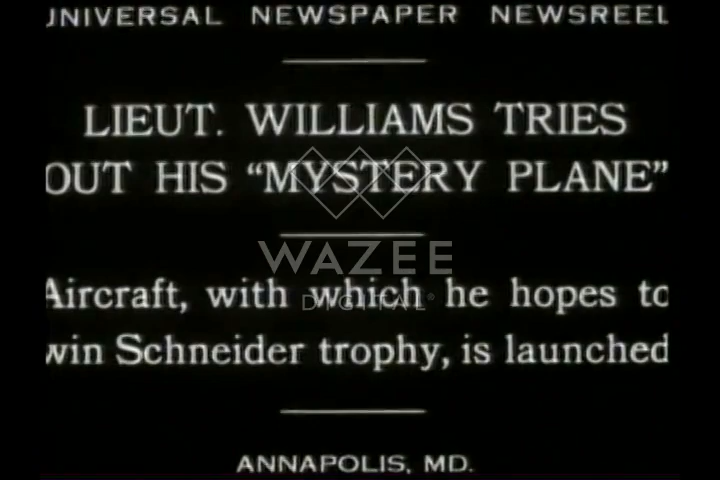 UNIVERSAL NEWSPAPER NEWSREEL
LIEUT. WILLIAMS TRIES
OUT HIS “MYSTERY PLANE”
WAZEE
DIGITAL®
Aircraft, with which he hopes to
win Schneider trophy, is launched
ANNAPOLIS, MD.